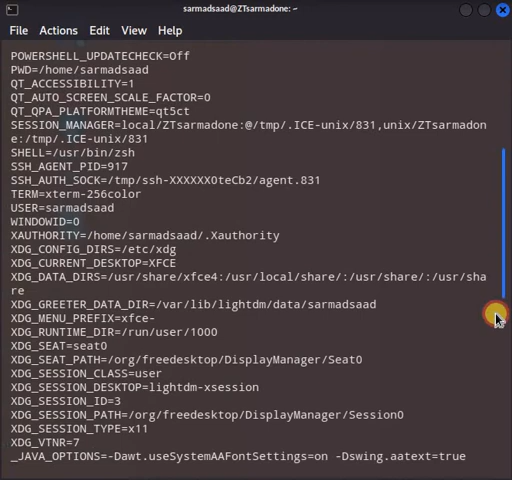 sarmadsaad@ZTsarmadone: ~
File Actions Edit View Help
POWERSHELL_UPDATECHECK=Off
PWD=/home/sarmadsaad
QT_ACCESSIBILITY=1
QT_AUTO_SCREEN_SCALE_FACTOR=0
QT_QPA_PLATFORMTHEME=qt5ct
SESSION_MANAGER=local/ZTsarmadone:@/tmp/.ICE-unix/831,unix/ZTsarmadon
e:/tmp/.ICE-unix/831
SHELL=/usr/bin/zsh
SSH_AGENT_PID=917
SSH_AUTH_SOCK=/tmp/ssh-XXXXXX0teCb2/agent.831
TERM=xterm-256color
USER=sarmadsaad
WINDOWID=0
XAUTHORITY=/home/sarmadsaad/.Xauthority
XDG_CONFIG_DIRS=/etc/xdg
XDG_CURRENT_DESKTOP=XFCE
XDG_DATA_DIRS=/usr/share/xfce4:/usr/local/share/:/usr/share/:/usr/sha
re
XDG_GREETER_DATA_DIR=/var/lib/lightdm/data/sarmadsaad
XDG_MENU_PREFIX=xfce-
XDG_RUNTIME_DIR=/run/user/1000
XDG_SEAT=seat0
XDG_SEAT_PATH=/org/freedesktop/DisplayManager/Seat0
XDG_SESSION_CLASS=user
XDG_SESSION_DESKTOP=lightdm-xsession
XDG_SESSION_ID=3
XDG_SESSION_PATH=/org/freedesktop/DisplayManager/Session0
XDG_SESSION_TYPE=x11
XDG_VTNR=7
_JAVA_OPTIONS=-Dawt.useSystemAAFontSettings=on -Dswing.aatext=true